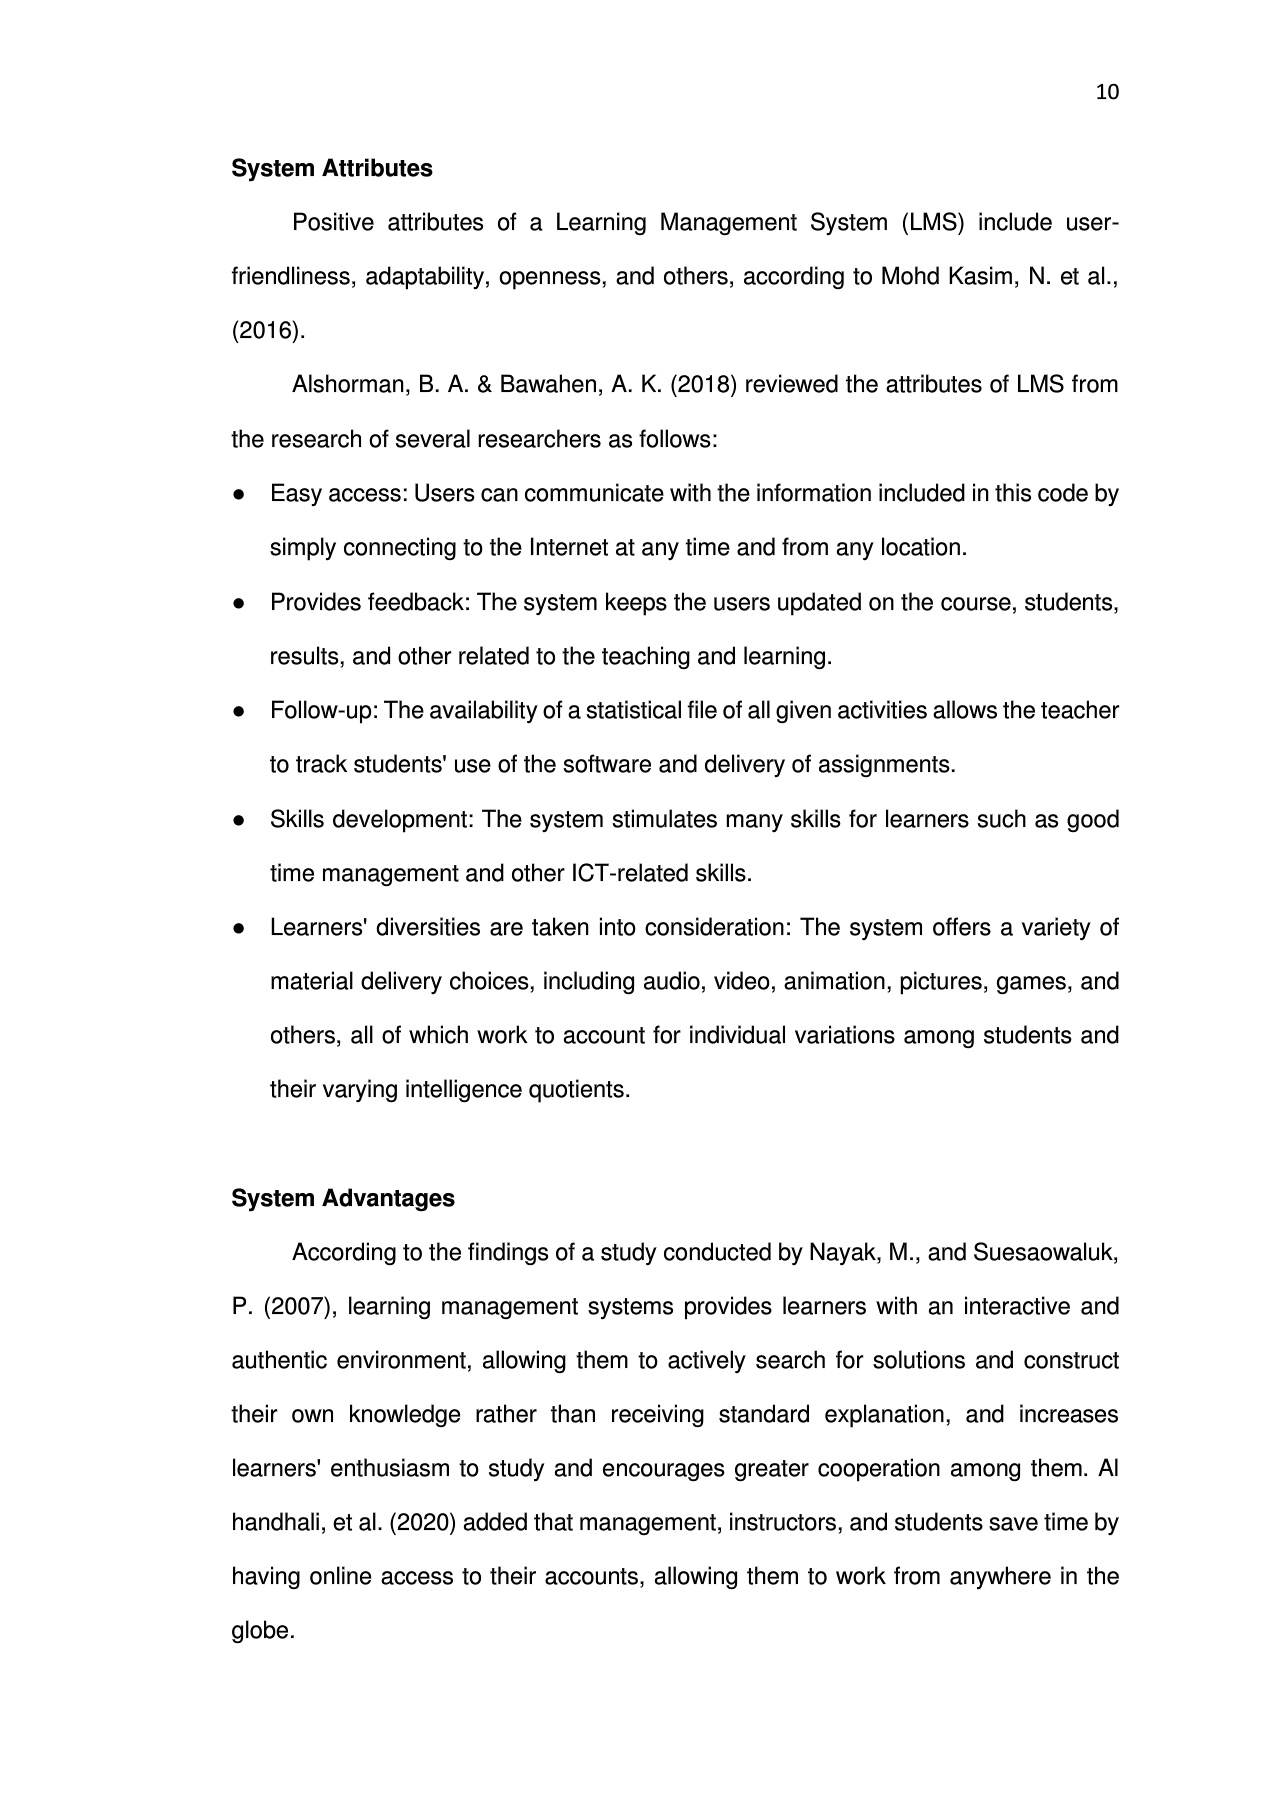 10
System Attributes
Positive attributes of a Learning Management System (LMS) include user-
friendliness, adaptability, openness, and others, according to Mohd Kasim, N. et al.,
(2016).
Alshorman, B. A. & Bawahen, A. K. (2018) reviewed the attributes of LMS from
the research of several researchers as follows:
● Easy access: Users can communicate with the information included in this code by
simply connecting to the Internet at any time and from any location.
● Provides feedback: The system keeps the users updated on the course, students,
results, and other related to the teaching and learning.
● Follow-up: The availability of a statistical file of all given activities allows the teacher
to track students' use of the software and delivery of assignments.
● Skills development: The system stimulates many skills for learners such as good
time management and other ICT-related skills.
● Learners' diversities are taken into consideration: The system offers a variety of
material delivery choices, including audio, video, animation, pictures, games, and
others, all of which work to account for individual variations among students and
their varying intelligence quotients.
System Advantages
According to the findings of a study conducted by Nayak, M., and Suesaowaluk,
P. (2007), learning management systems provides learners with an interactive and
authentic environment, allowing them to actively search for solutions and construct
their own knowledge rather than receiving standard explanation, and increases
learners' enthusiasm to study and encourages greater cooperation among them. Al
handhali, et al. (2020) added that management, instructors, and students save time by
having online access to their accounts, allowing them to work from anywhere in the
globe.